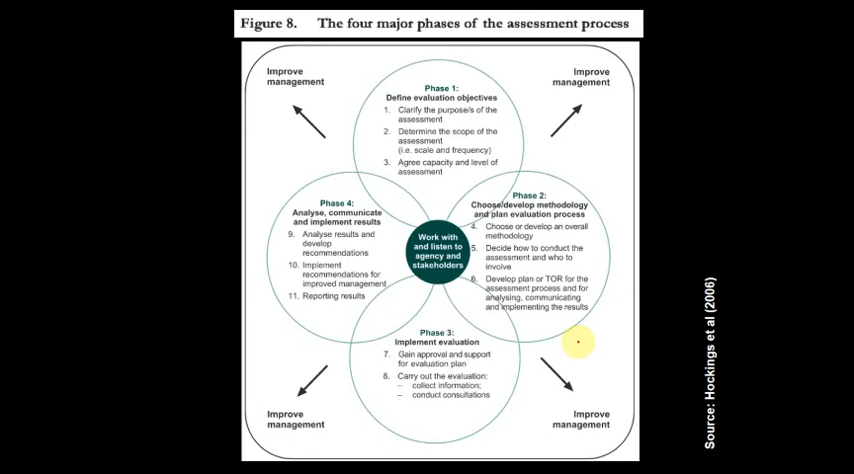 Figure 8. The four major phases of the assessment process
Improve
management
Improve
management
Phase 1:
Define evaluation objectives
1. Clarify the purpose/s of the
assessment
2. Determine the scope of the
assessment
(i.e. scale and frequency)
3. Agree capacity and level of
assessment
Phase 4:
Analyse, communicate
and implement results
9. Analyse results and
develop
recommendations
10. Implement
recommendations for
improved management
11. Reporting results
Work with
and listen to
agency and
stakeholders
Phase 2:
Choose/develop methodology
and plan evaluation process
4. Choose or develop an overall
methodology
5. Decide how to conduct the
assessment and who to
involve
6. Develop plan or TOR for the
assessment process and for
analysing, communicating
and implementing the results
Phase 3:
Implement evaluation
7. Gain approval and support
for evaluation plan
8. Carry out the evaluation:
– collect information;
– conduct consultations
Improve
management
Improve
management
Source: Hockings et al (2006)